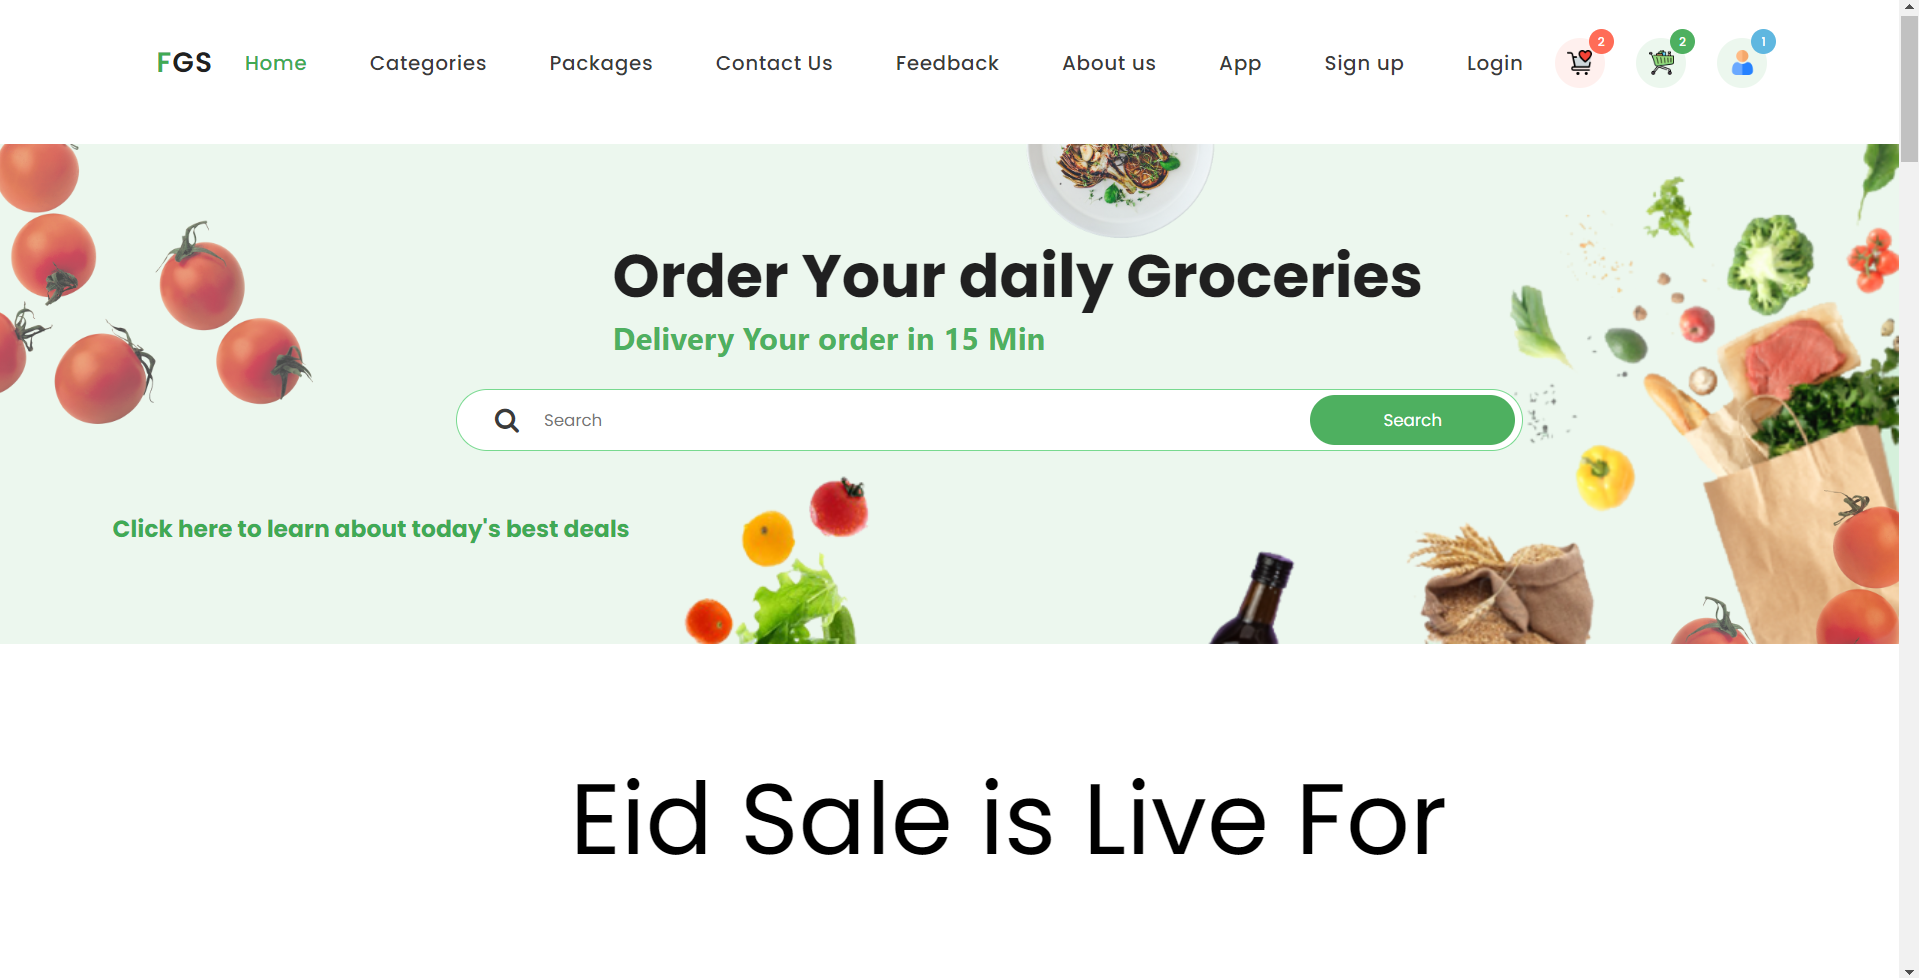 FGS Home Categories Packages Contact Us Feedback About us App Sign up Login 2 2 1
Order Your daily Groceries
Delivery Your order in 15 Min
Search Search
Click here to learn about today's best deals
Eid Sale is Live For